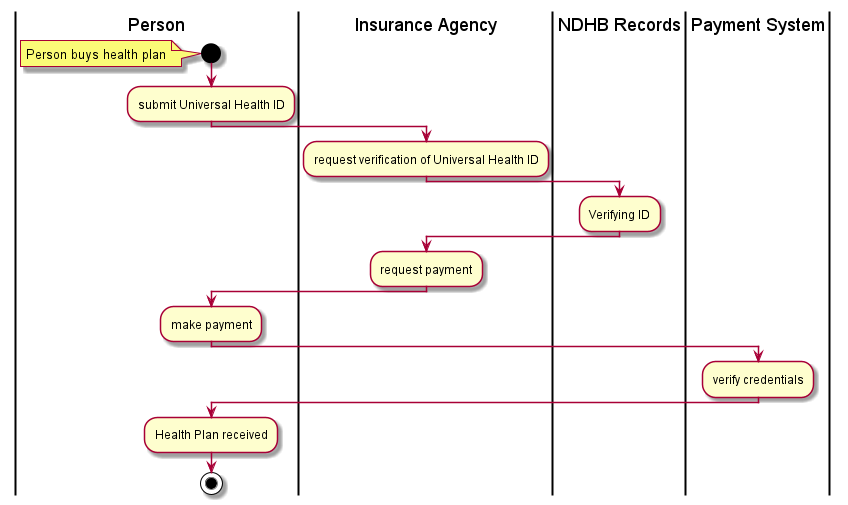 Person
Insurance Agency
NDHB Records
Payment System
Person buys health plan
submit Universal Health ID
request verification of Universal Health ID
Verifying ID
request payment
make payment
verify credentials
Health Plan received